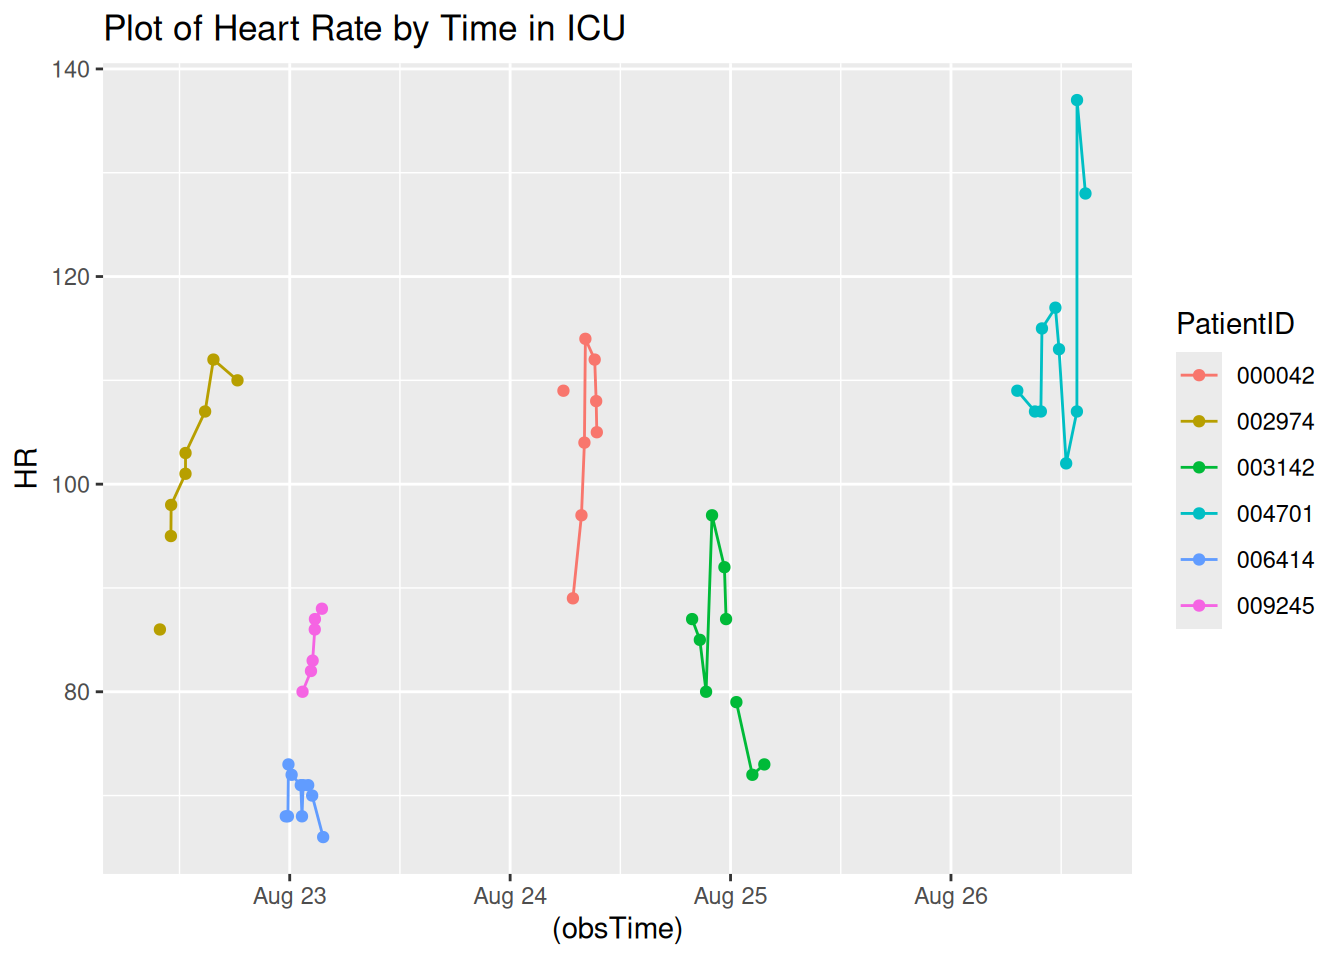 Plot of Heart Rate by Time in ICU
140
120
100
80
HR
Aug 23
Aug 24
Aug 25
Aug 26
(obsTime)
PatientID
000042
002974
003142
004701
006414
009245